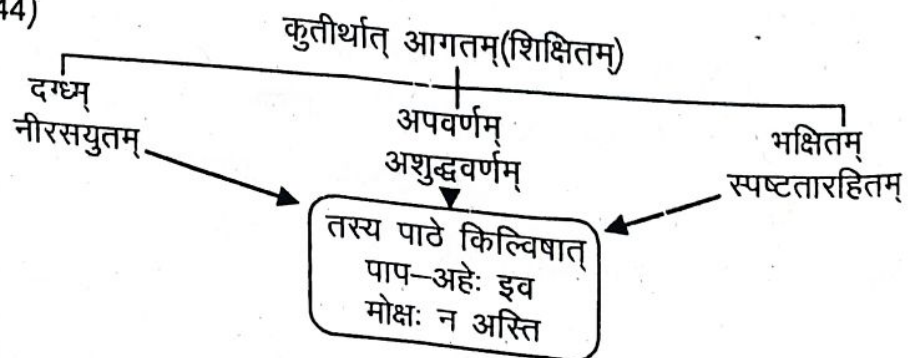 44)
कुतीर्थात् आगतम्(शिक्षितम्)
दग्ध्म्
नीरसयुतम्
अपवर्णम्
अशुद्धवर्णम्
भक्षितम्
स्पष्टतारहितम्
तस्य पाठे किल्विषात्
पाप–अहेः इव
मोक्षः न अस्ति